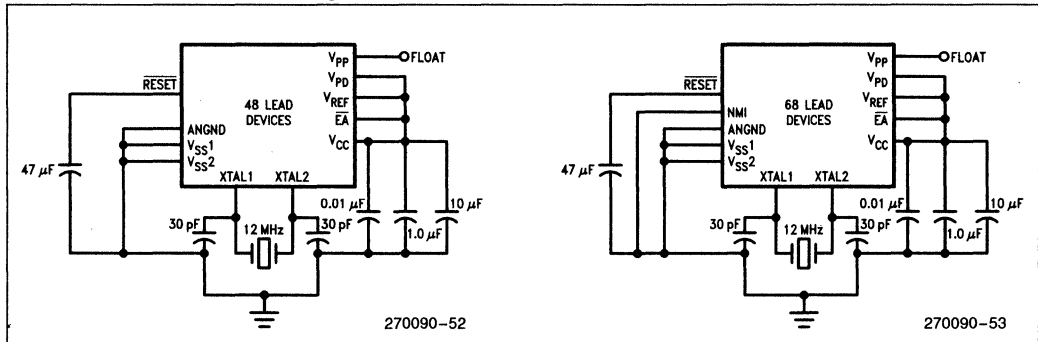 V_PP
FLOAT
V_PD
RESET
V_REF
48 LEAD
DEVICES
EA
ANGND
V_SS1
V_CC
V_SS2
47 μF
XTAL1 XTAL2
0.01 μF
10 μF
30 pF
12 MHz
30 pF
1.0 μF
270090-52
V_PP
FLOAT
V_PD
RESET
V_REF
NMI
68 LEAD
DEVICES
EA
ANGND
V_SS1
V_CC
V_SS2
47 μF
XTAL1 XTAL2
0.01 μF
10 μF
30 pF
12 MHz
30 pF
1.0 μF
270090-53